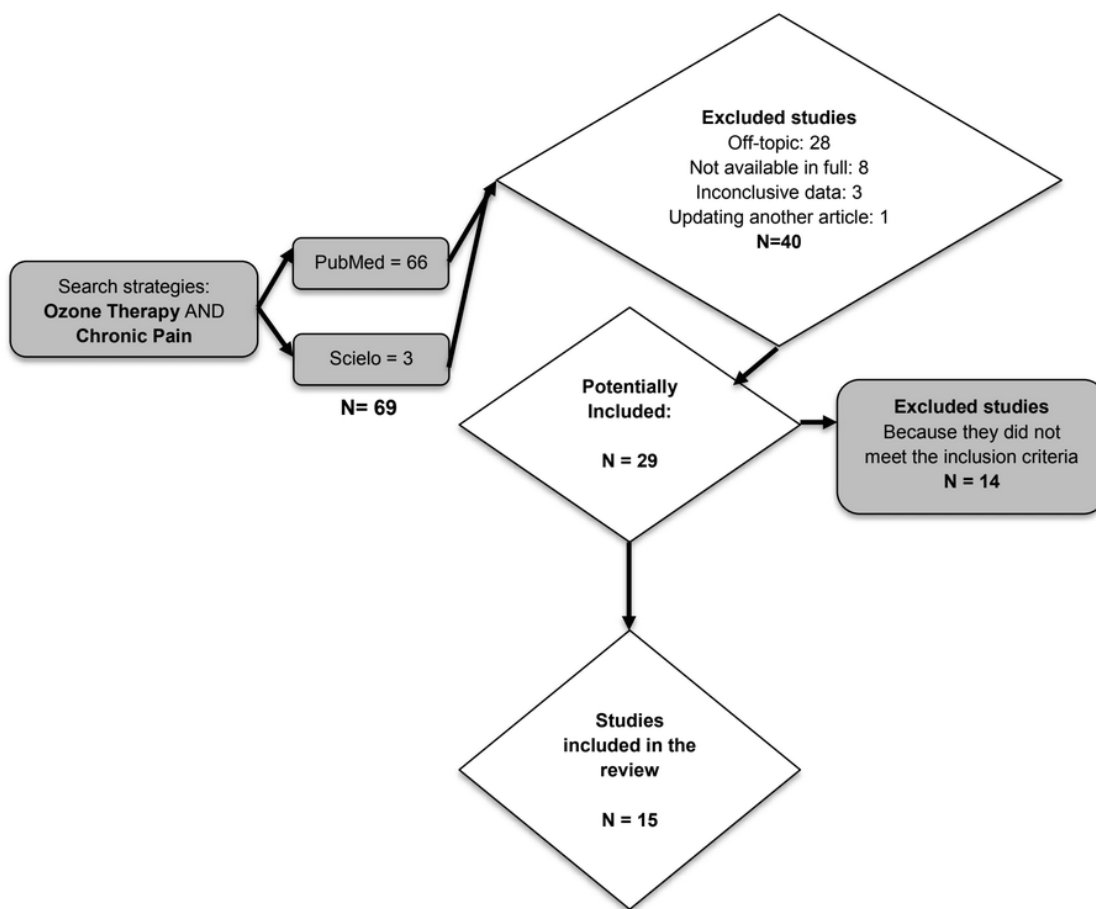 Search strategies:
Ozone Therapy AND
Chronic Pain
PubMed = 66
Scielo = 3
N= 69
Excluded studies
Off-topic: 28
Not available in full: 8
Inconclusive data: 3
Updating another article: 1
N=40
Potentially
Included:
N = 29
Excluded studies
Because they did not
meet the inclusion criteria
N = 14
Studies
included in the
review
N = 15